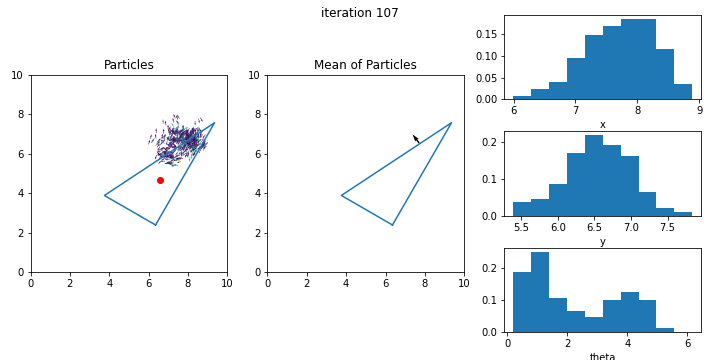 iteration 107
Particles
10
8
6
4
2
0
0 2 4 6 8 10
Mean of Particles
10
8
6
4
2
0
0 2 4 6 8 10
0.15
0.10
0.05
0.00
6 7 8 9
x
0.2
0.1
0.0
5.5 6.0 6.5 7.0 7.5
y
0.2
0.1
0.0
0 2 4 6
theta